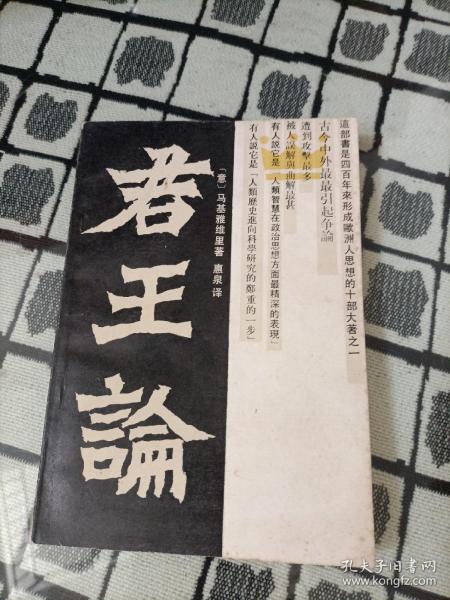 君王論
〔意〕马基雅维里著 惠泉 译
這部書是四百年來形成歐洲人思想的十部大著之一
古今中外最最引起爭論
遭到攻擊最多
被人誤解與曲解最甚
有人說它是「人類智慧在政治思想方面最精深的表現」
有人說它是「人類歷史進向科學研究的鄭重的一步」
孔夫子旧书网
www.kongfz.com